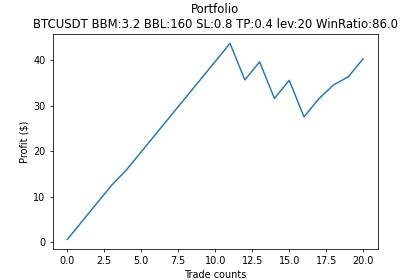 Portfolio
BTCUSDT BBM:3.2 BBL:160 SL:0.8 TP:0.4 lev:20 WinRatio:86.0
40
30
20
10
0
Profit ($)
0.0 2.5 5.0 7.5 10.0 12.5 15.0 17.5 20.0
Trade counts